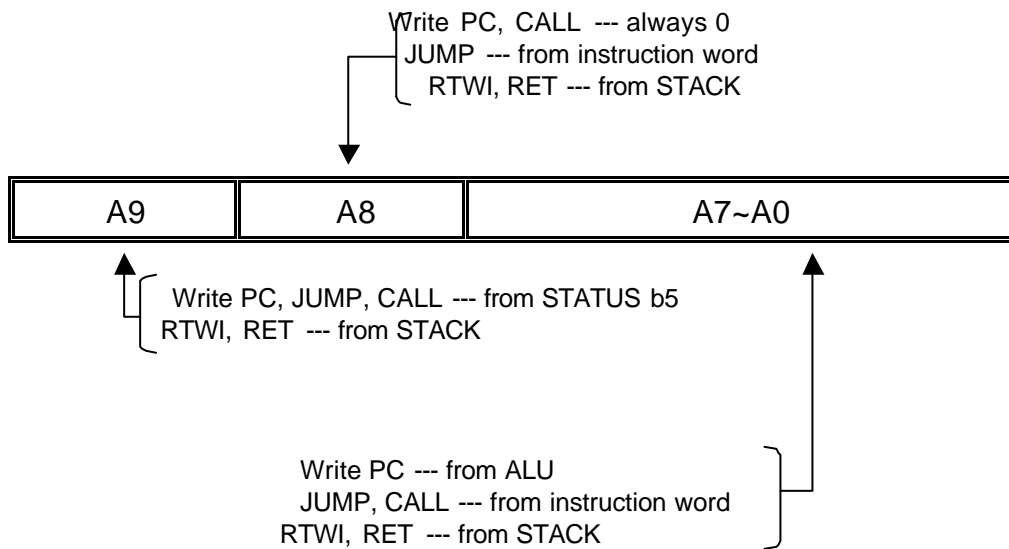 Write PC, CALL --- always 0
JUMP --- from instruction word
RTWI, RET --- from STACK
A9
A8
A7~A0
Write PC, JUMP, CALL --- from STATUS b5
RTWI, RET --- from STACK
Write PC --- from ALU
JUMP, CALL --- from instruction word
RTWI, RET --- from STACK